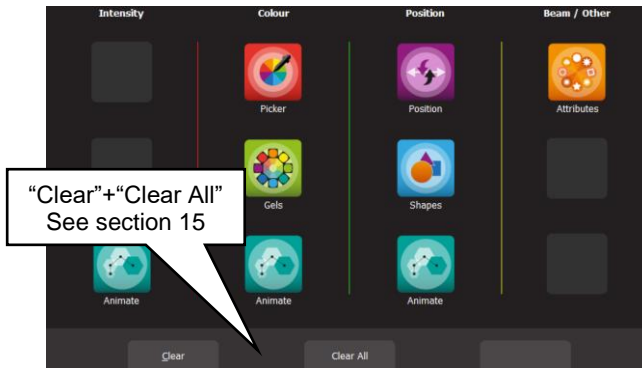 Intensity Colour Position Beam / Other
Picker Position Attributes
Gels Shapes
“Clear”+“Clear All”
See section 15
Animate Animate Animate
Clear Clear All